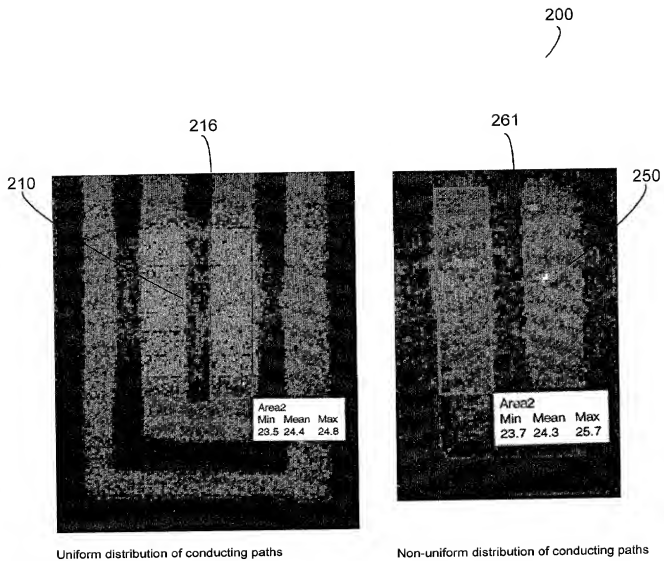 200
216
261
210
250
Area2
Min Mean Max
23.5 24.4 24.8
Area2
Min Mean Max
23.7 24.3 25.7
Uniform distribution of conducting paths
Non-uniform distribution of conducting paths